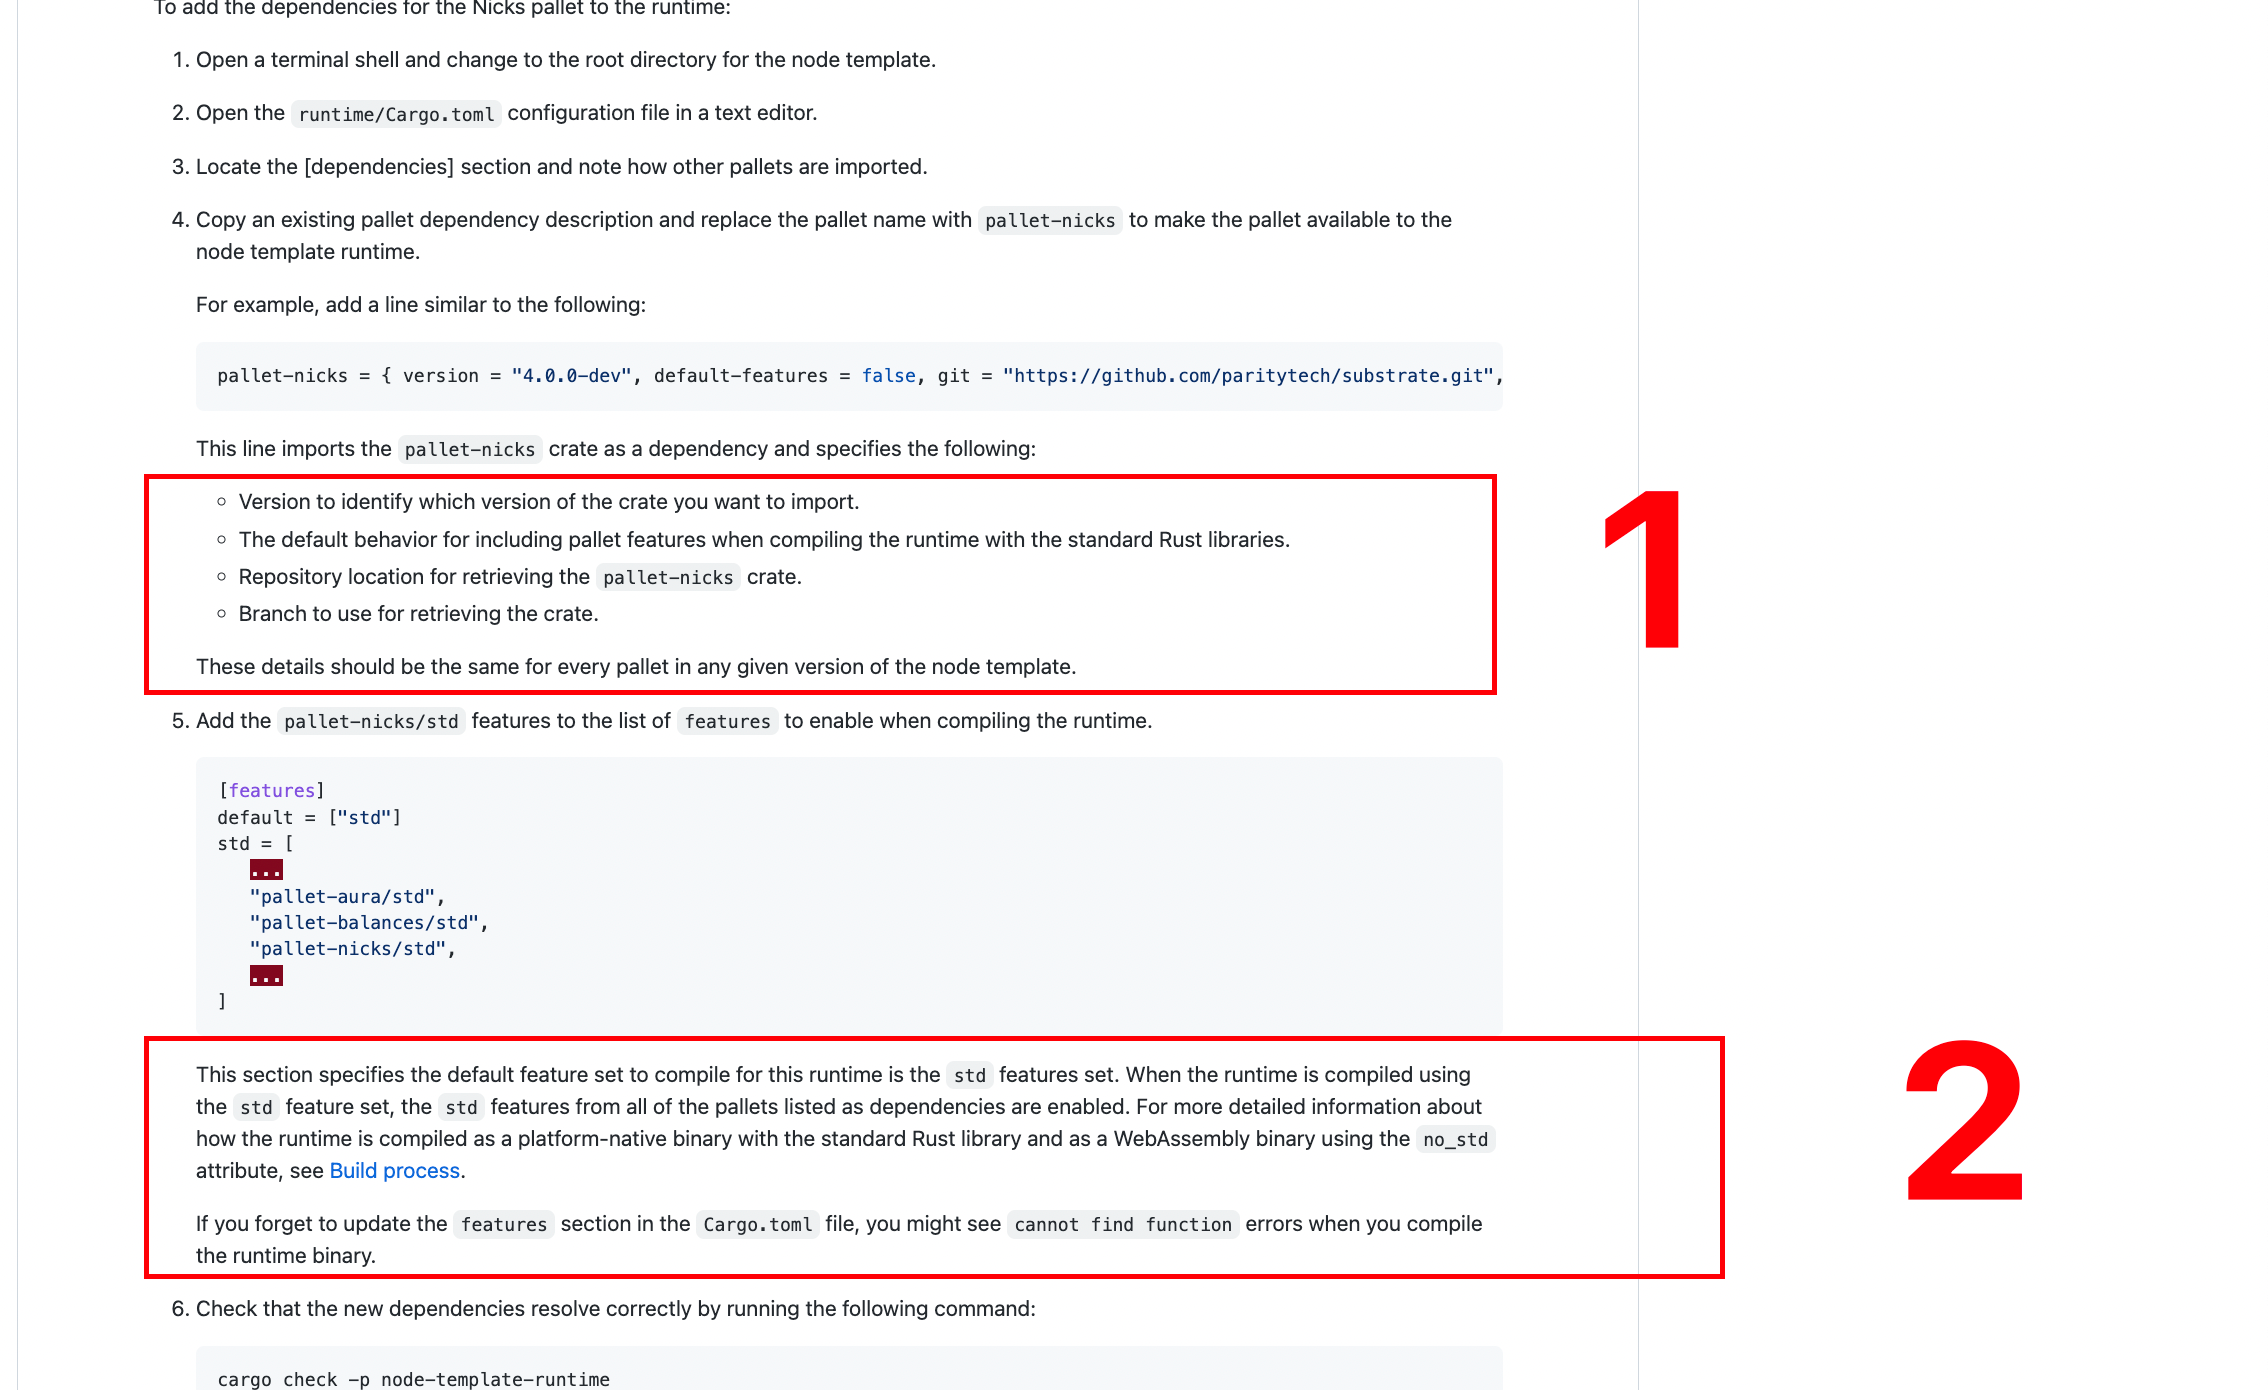 To add the dependencies for the Nicks pallet to the runtime:
1. Open a terminal shell and change to the root directory for the node template.
2. Open the runtime/Cargo.toml configuration file in a text editor.
3. Locate the [dependencies] section and note how other pallets are imported.
4. Copy an existing pallet dependency description and replace the pallet name with pallet-nicks to make the pallet available to the
node template runtime.
For example, add a line similar to the following:
pallet-nicks = { version = "4.0.0-dev", default-features = false, git = "https://github.com/paritytech/substrate.git",
This line imports the pallet-nicks crate as a dependency and specifies the following:
◦ Version to identify which version of the crate you want to import.
◦ The default behavior for including pallet features when compiling the runtime with the standard Rust libraries.
◦ Repository location for retrieving the pallet-nicks crate.
◦ Branch to use for retrieving the crate.
These details should be the same for every pallet in any given version of the node template.
1
5. Add the pallet-nicks/std features to the list of features to enable when compiling the runtime.
[features]
default = ["std"]
std = [
...
"pallet-aura/std",
"pallet-balances/std",
"pallet-nicks/std",
...
]
This section specifies the default feature set to compile for this runtime is the std features set. When the runtime is compiled using
the std feature set, the std features from all of the pallets listed as dependencies are enabled. For more detailed information about
how the runtime is compiled as a platform-native binary with the standard Rust library and as a WebAssembly binary using the no_std
attribute, see Build process.
If you forget to update the features section in the Cargo.toml file, you might see cannot find function errors when you compile
the runtime binary.
2
6. Check that the new dependencies resolve correctly by running the following command:
cargo check -p node-template-runtime